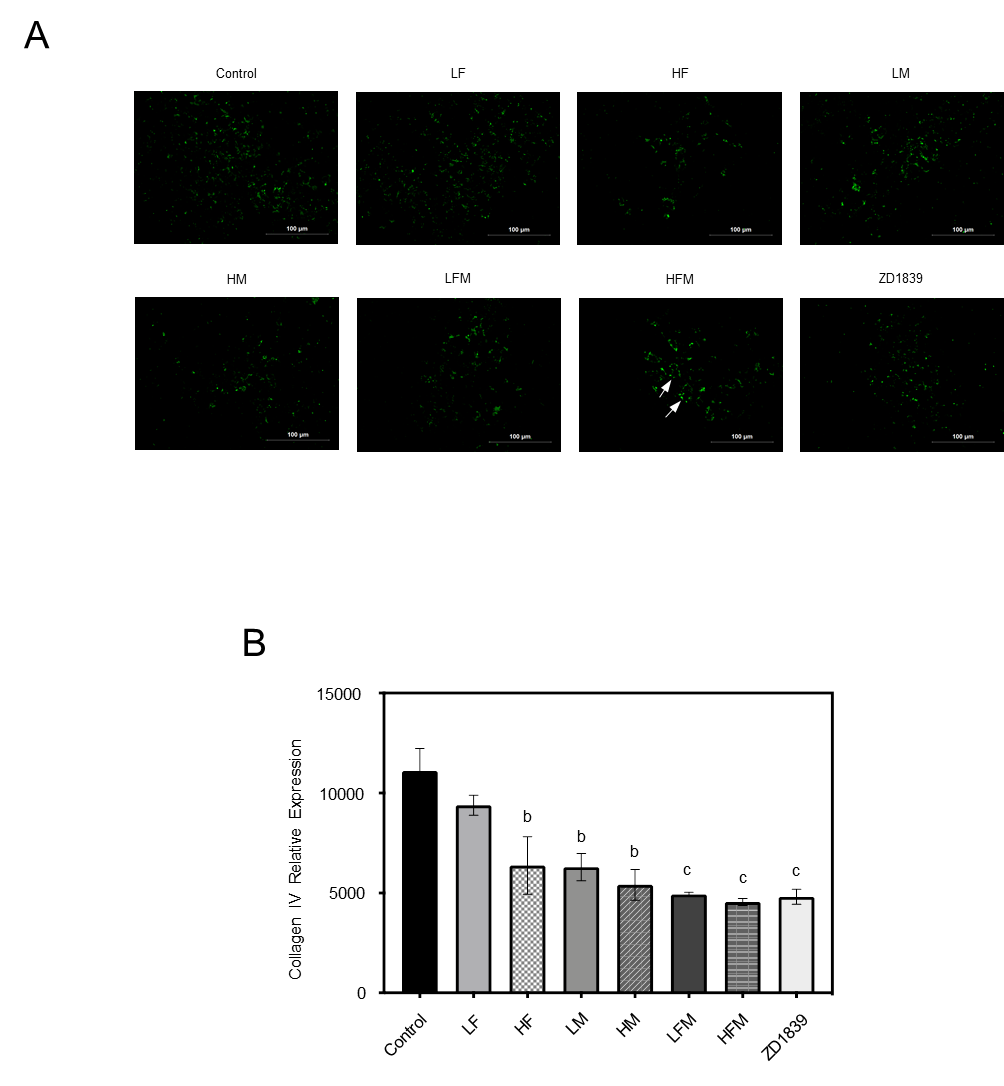 A
Control LF HF LM
100 µm 100 µm 100 µm 100 µm
HM LFM HFM ZD1839
100 µm 100 µm 100 µm 100 µm
B
Collagen IV Relative Expression
15000
10000
5000
0
b b b c c c
Control LF HF LM HM LFM HFM ZD1839